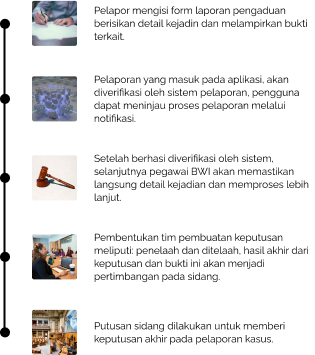 Pelapor mengisi form laporan pengaduan
berisikan detail kejadin dan melampirkan bukti
terkait.
Pelaporan yang masuk pada aplikasi, akan
diverifikasi oleh sistem pelaporan, pengguna
dapat meninjau proses pelaporan melalui
notifikasi.
Setelah berhasi diverifikasi oleh sistem,
selanjutnya pegawai BWI akan memastikan
langsung detail kejadian dan memproses lebih
lanjut.
Pembentukan tim pembuatan keputusan
meliputi: penelaah dan ditelaah, hasil akhir dari
keputusan dan bukti ini akan menjadi
pertimbangan pada sidang.
Putusan sidang dilakukan untuk memberi
keputusan akhir pada pelaporan kasus.